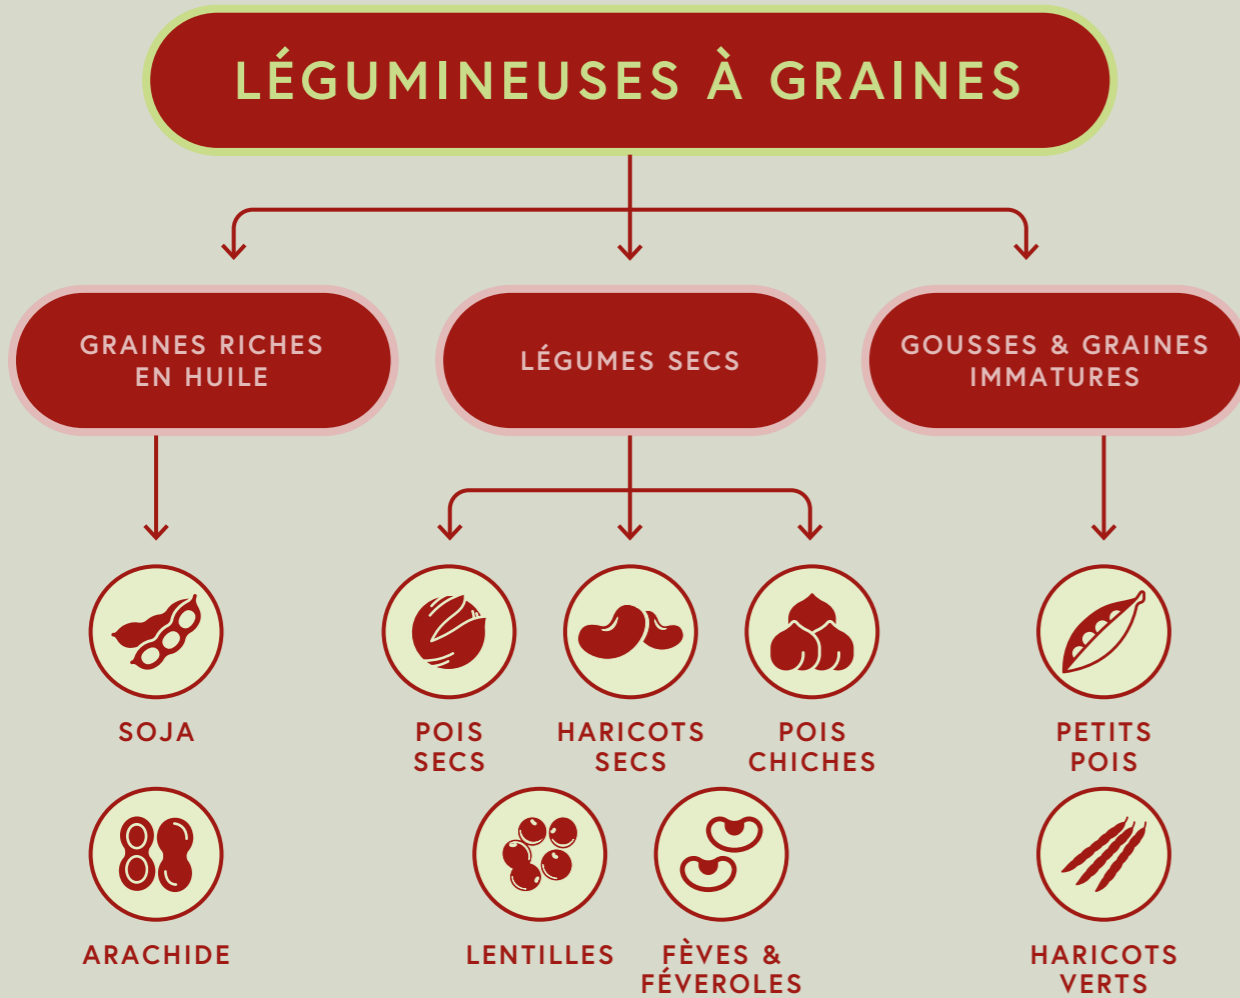 LÉGUMINEUSES À GRAINES
GRAINES RICHES
EN HUILE
LÉGUMES SECS
GOUSSES & GRAINES
IMMATURES
SOJA
POIS
SECS
HARICOTS
SECS
POIS
CHICHES
PETITS
POIS
ARACHIDE
LENTILLES
FÈVES &
FÉVEROLES
HARICOTS
VERTS